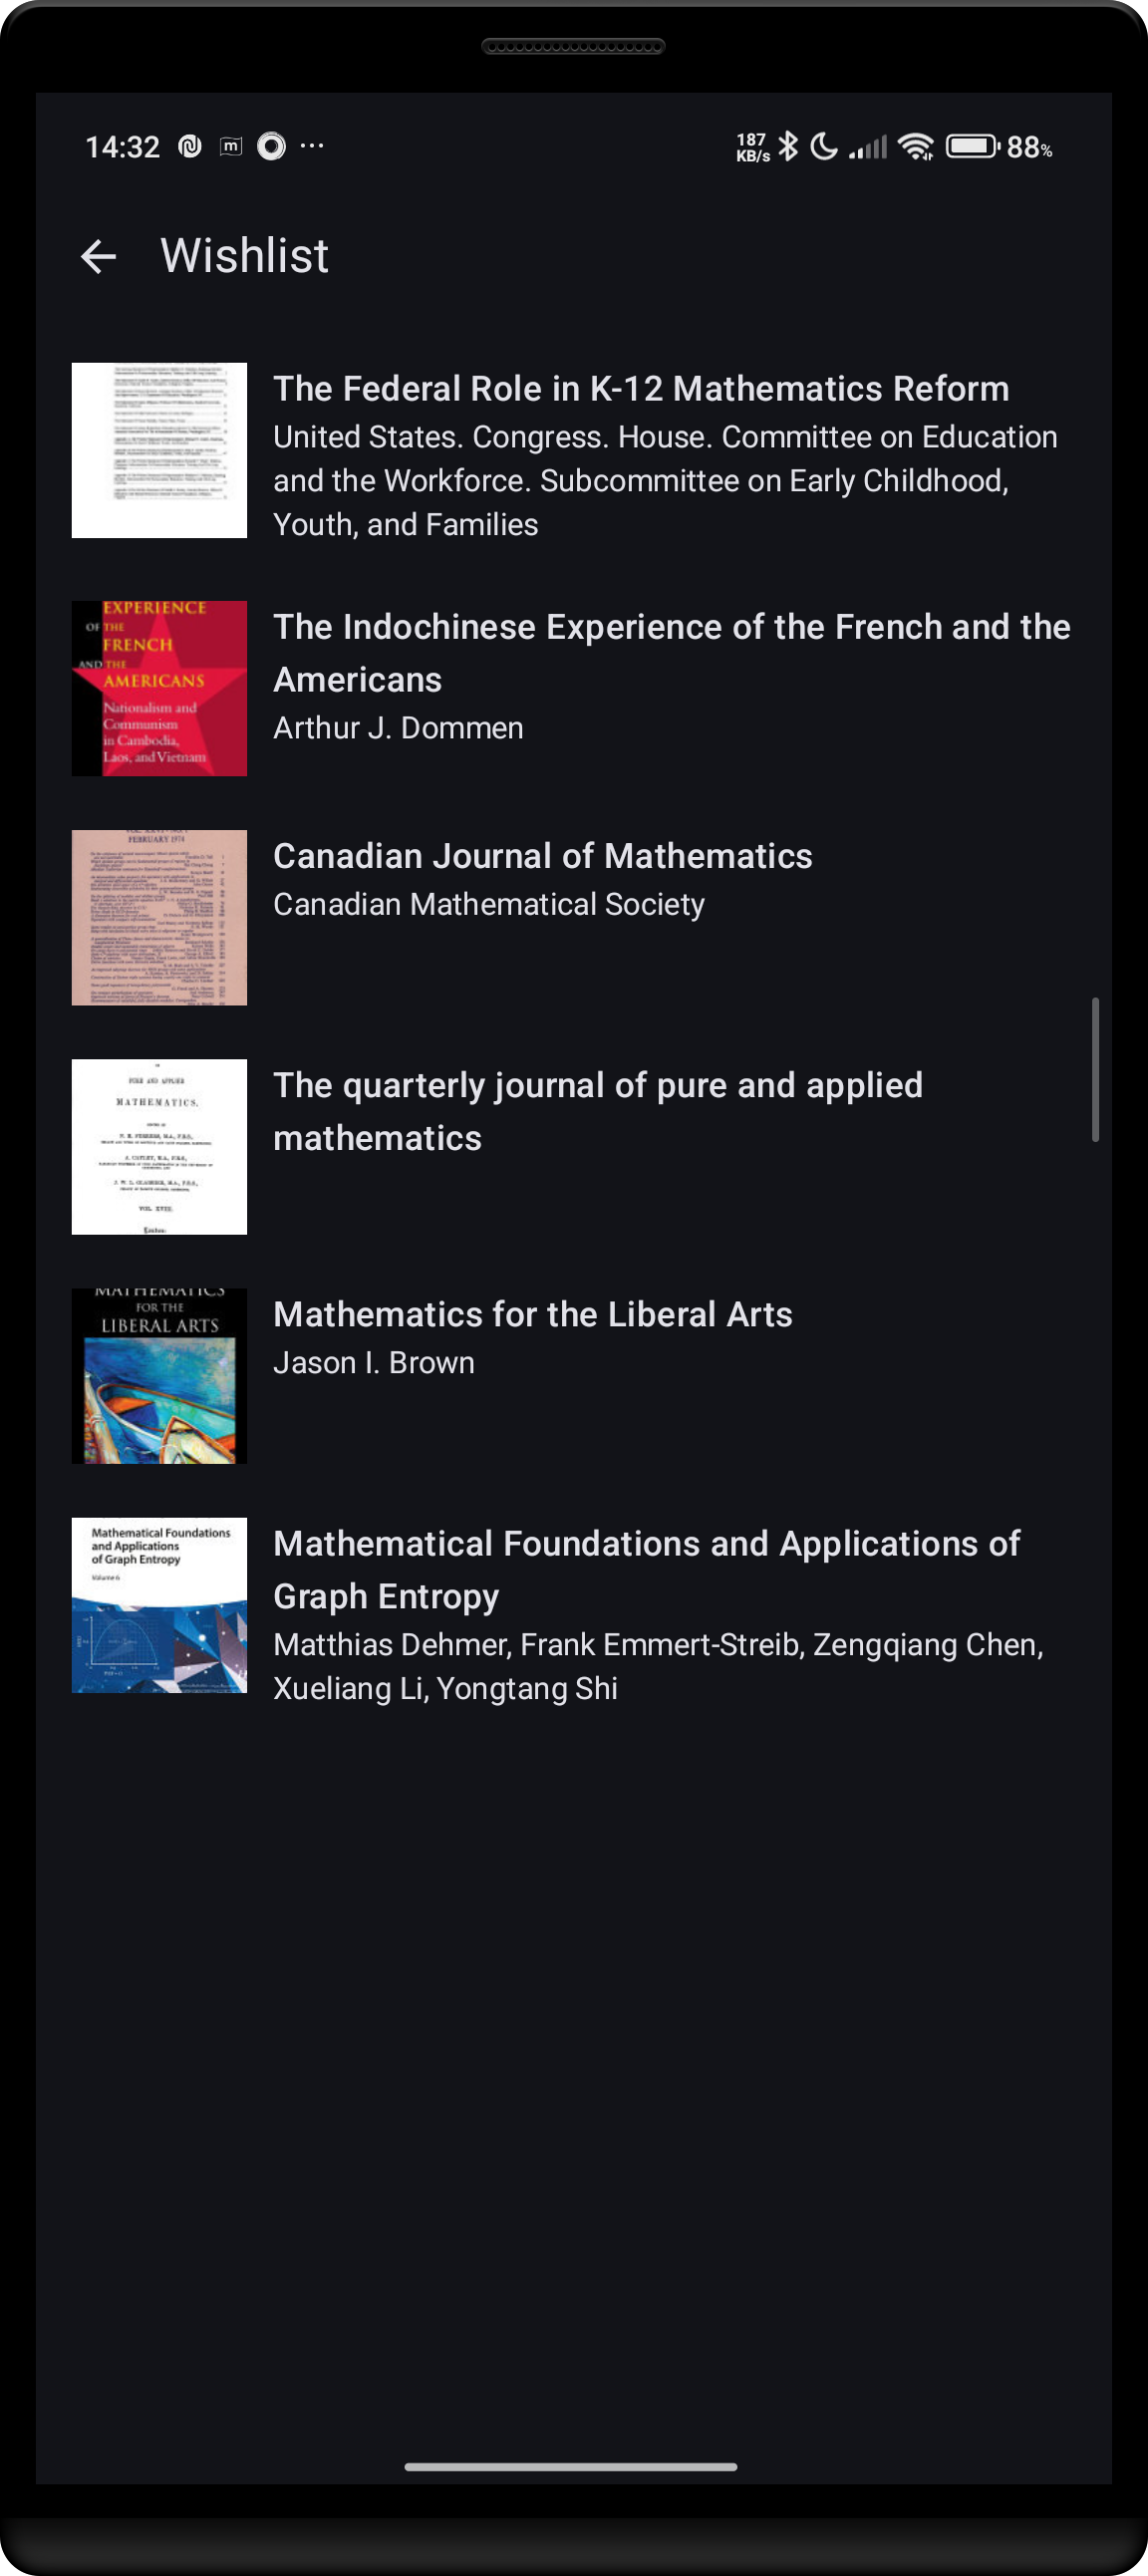 14:32 m ... 187 KB/s 88%
Wishlist
The Federal Role in K-12 Mathematics Reform
United States. Congress. House. Committee on Education
and the Workforce. Subcommittee on Early Childhood,
Youth, and Families
EXPERIENCE
OF THE
FRENCH
AND THE
AMERICANS
Nationalism and
Communism
in Cambodia,
Laos, and Vietnam
The Indochinese Experience of the French and the
Americans
Arthur J. Dommen
FEBRUARY 1974
Canadian Journal of Mathematics
Canadian Mathematical Society
PURE AND APPLIED
MATHEMATICS.
VOL. XVIII.
London:
The quarterly journal of pure and applied
mathematics
MATHEMATICS
FOR THE
LIBERAL ARTS
Mathematics for the Liberal Arts
Jason I. Brown
Mathematical Foundations
and Applications
of Graph Entropy
Volume 6
Mathematical Foundations and Applications of
Graph Entropy
Matthias Dehmer, Frank Emmert-Streib, Zengqiang Chen,
Xueliang Li, Yongtang Shi